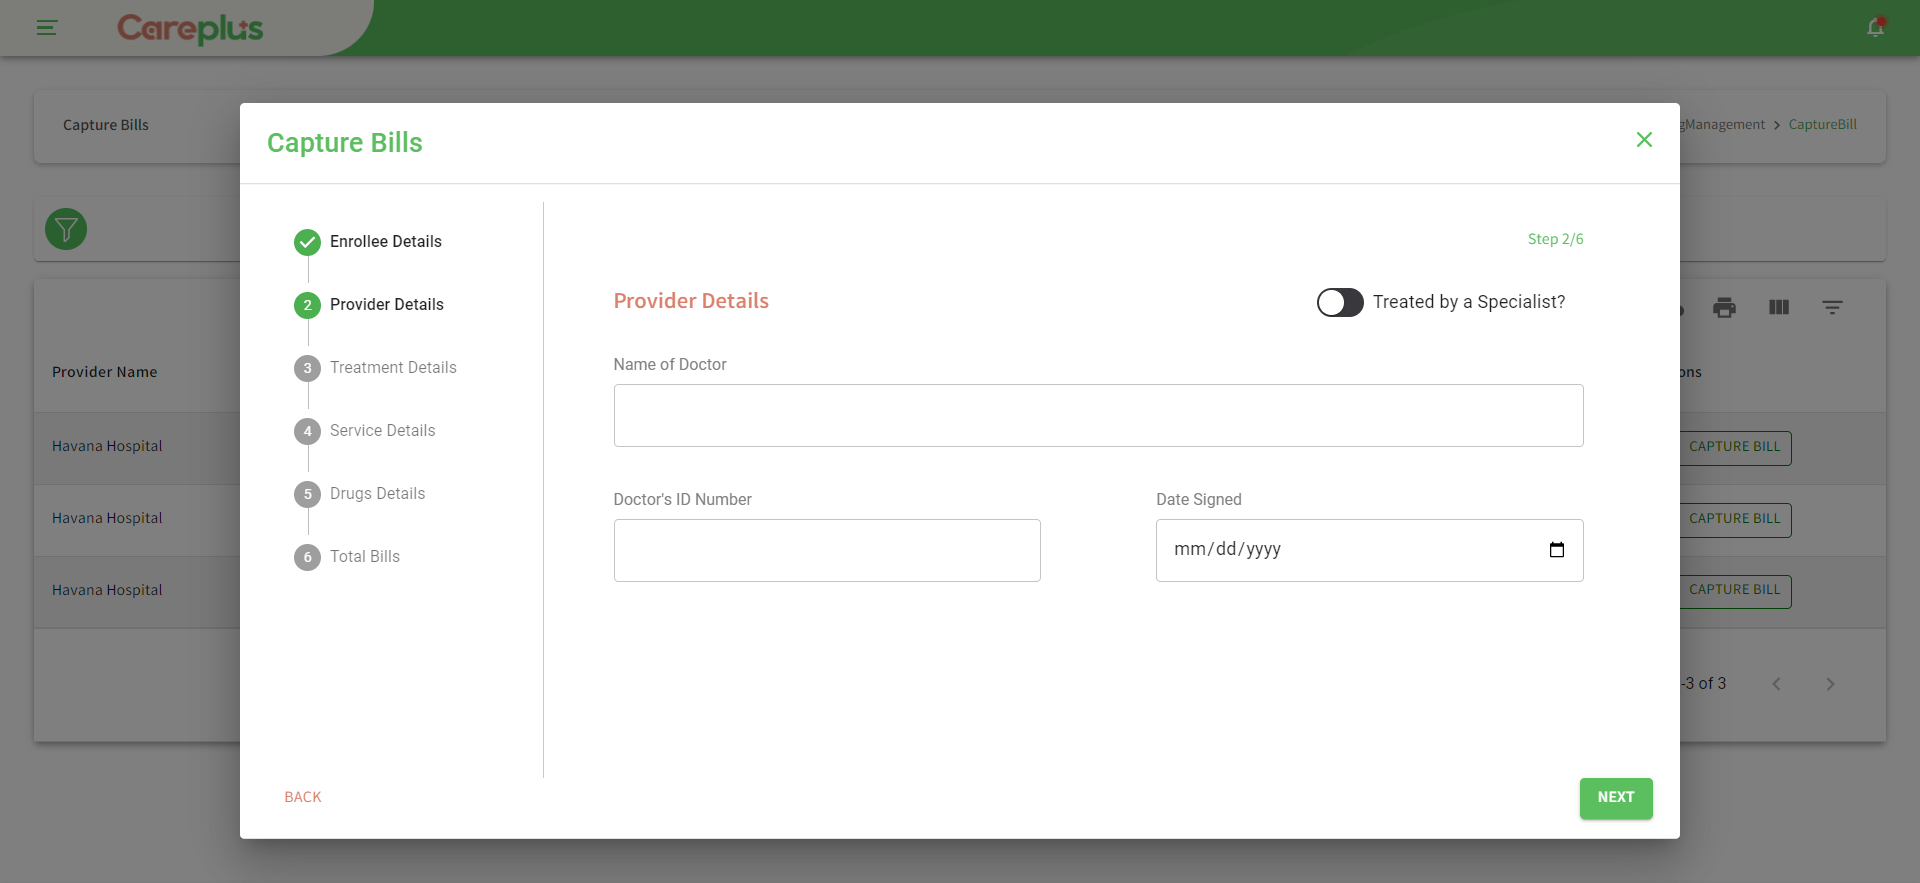 Careplus
Capture Bills
gManagement > CaptureBill
Capture Bills
Enrollee Details
2 Provider Details
3 Treatment Details
4 Service Details
5 Drugs Details
6 Total Bills
Step 2/6
Provider Details
Treated by a Specialist?
Name of Doctor
Doctor's ID Number
Date Signed
mm/dd/yyyy
BACK
NEXT
Provider Name
ons
Havana Hospital
CAPTURE BILL
Havana Hospital
CAPTURE BILL
Havana Hospital
CAPTURE BILL
-3 of 3